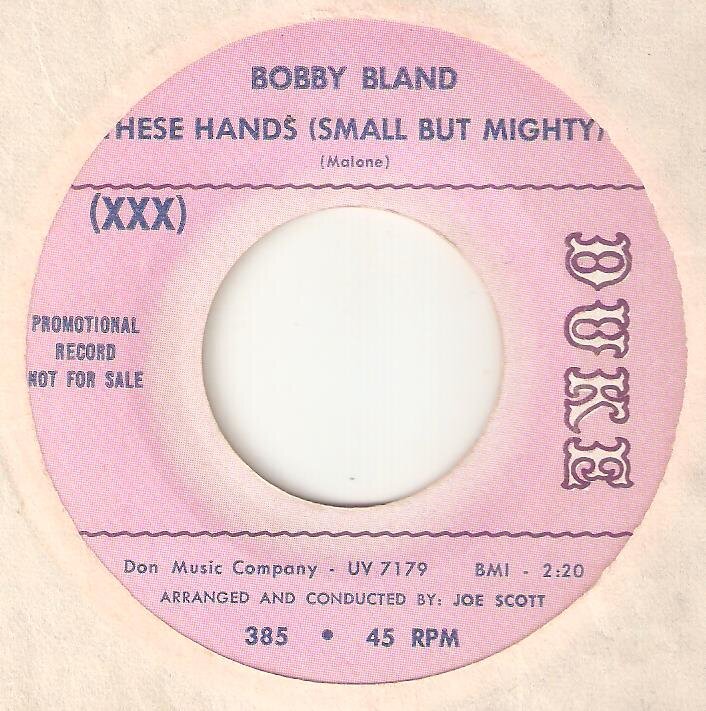 BOBBY BLAND
THESE HANDS (SMALL BUT MIGHTY)
(Malone)
(XXX)
PROMOTIONAL
RECORD
NOT FOR SALE
DUKE
Don Music Company - UV 7179 BMI - 2:20
ARRANGED AND CONDUCTED BY: JOE SCOTT
385 • 45 RPM